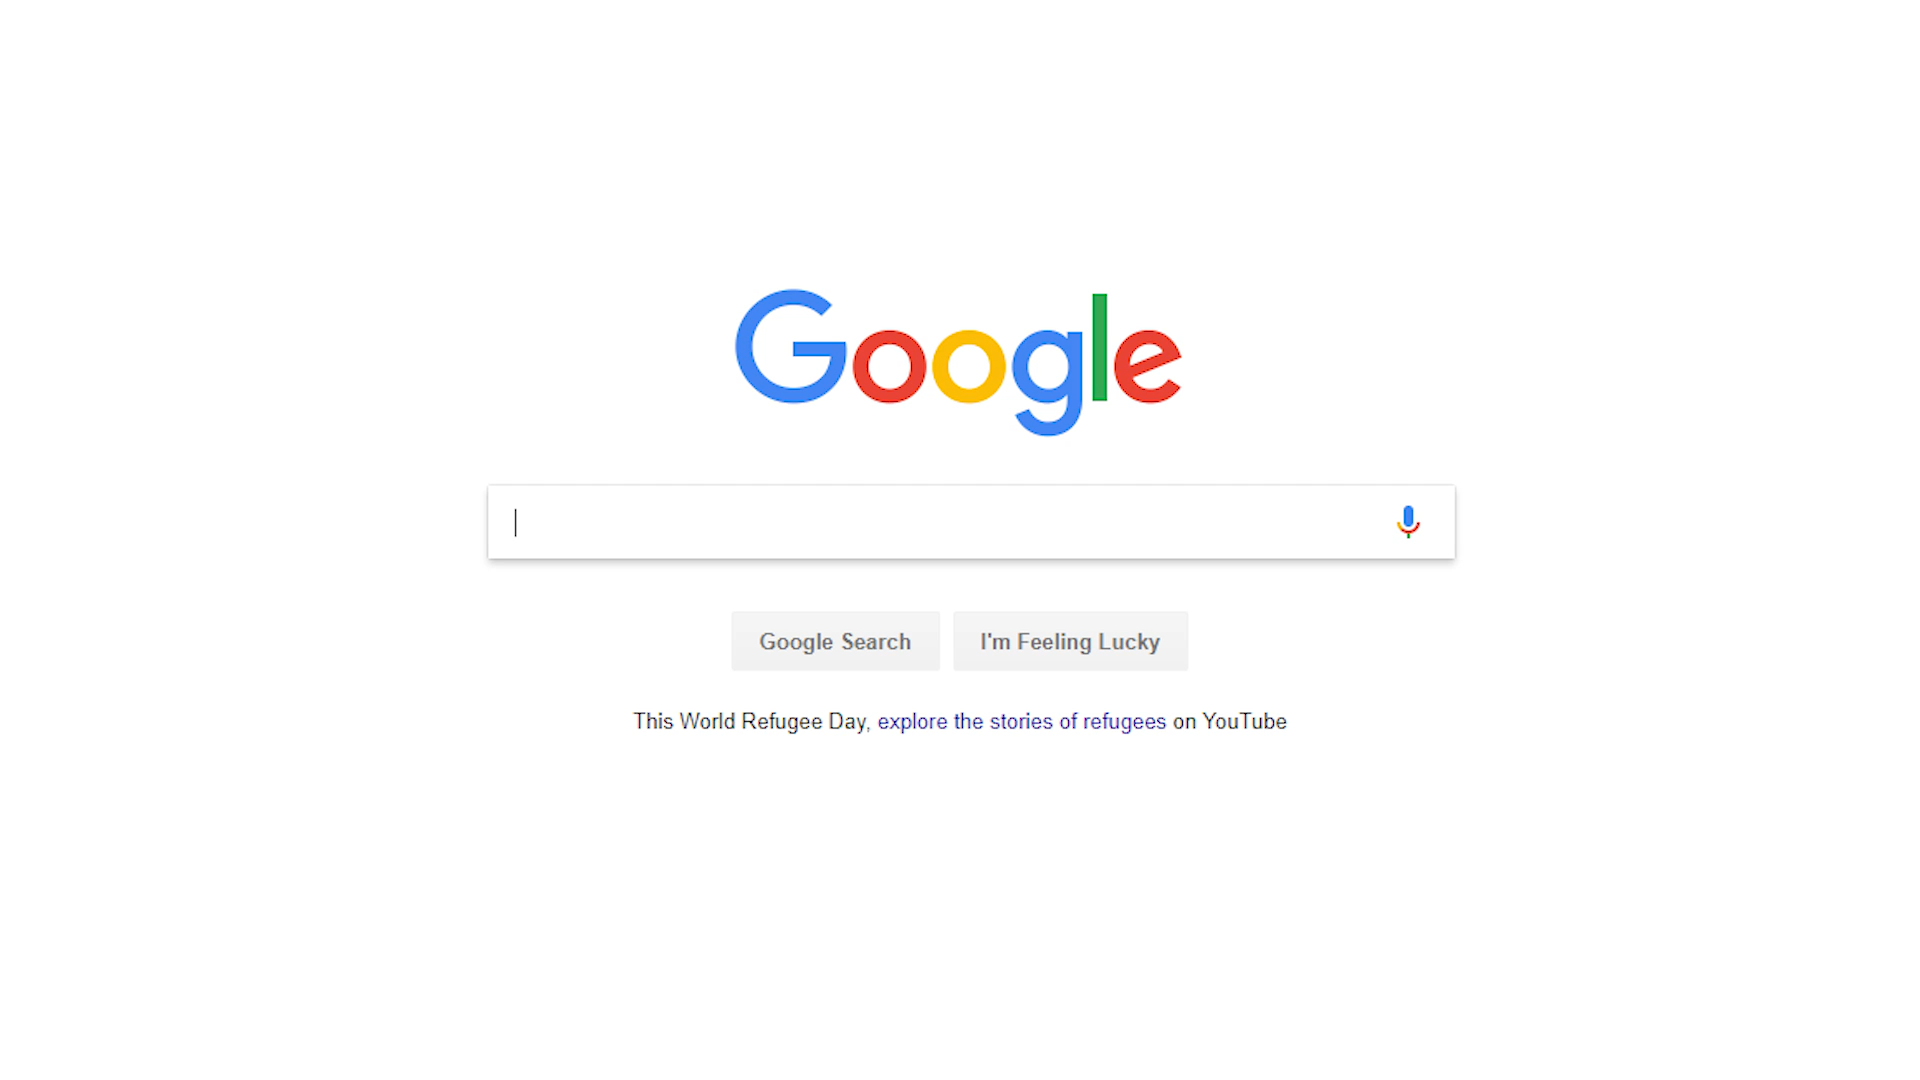 Google
Google Search
I'm Feeling Lucky
This World Refugee Day, explore the stories of refugees on YouTube